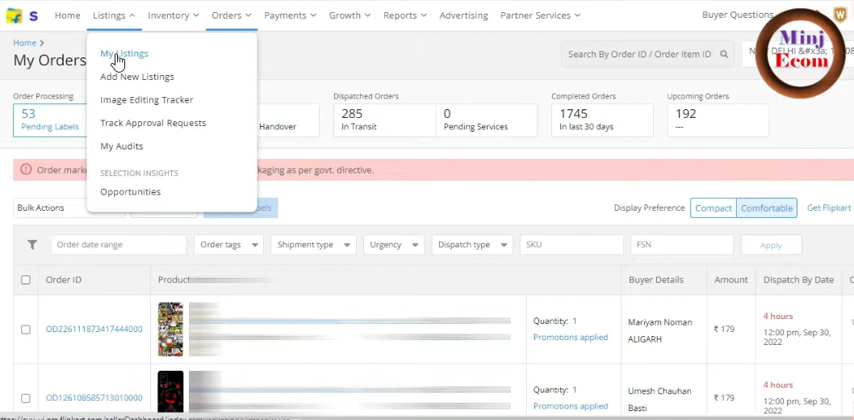 S Home Listings Inventory Orders Payments Growth Reports Advertising Partner Services Buyer Questions
Home >
My Orders
Search By Order ID / Order Item ID
Minj
Ecom
My Listings
Add New Listings
Image Editing Tracker
Track Approval Requests
My Audits
SELECTION INSIGHTS
Opportunities
Order Processing Dispatched Orders Completed Orders Upcoming Orders
53 285 0 1745 192
Pending Labels Handover In Transit Pending Services In last 30 days ---
Order packaging as per govt. directive.
Bulk Actions Display Preference Compact Comfortable Get Flipkart
Order date range Order tags Shipment type Urgency Dispatch type SKU FSN Apply
Order ID Product Buyer Details Amount Dispatch By Date
OD226111873417444000 Quantity: 1 Promotions applied Mariyam Noman ALIGARH ₹ 179 4 hours 12:00 pm, Sep 30, 2022
OD126108585713010000 Quantity: 1 Promotions applied Umesh Chauhan Basti ₹ 179 4 hours 12:00 pm, Sep 30, 2022